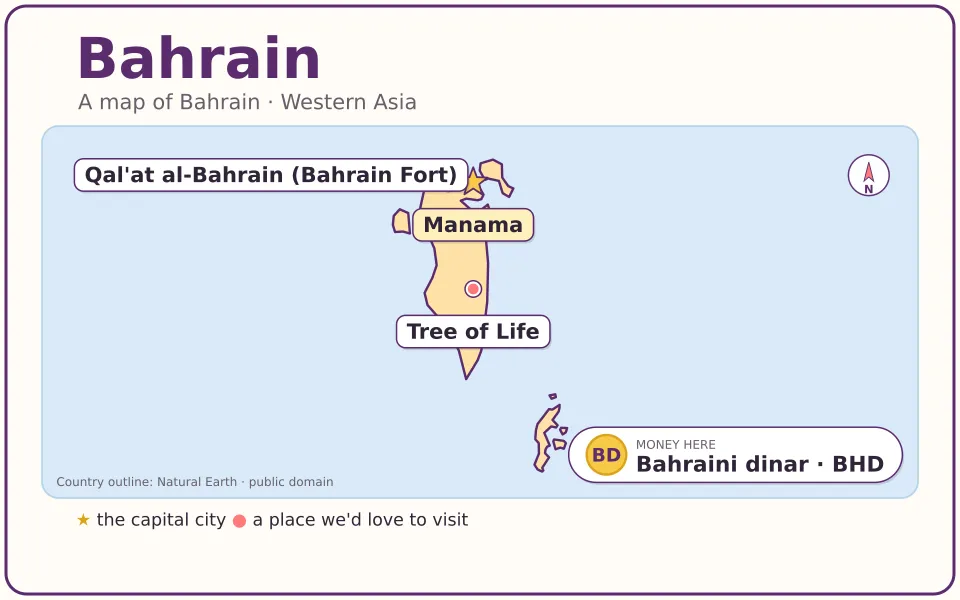 Bahrain
A map of Bahrain · Western Asia
Qal'at al-Bahrain (Bahrain Fort)
N
Manama
Tree of Life
BD
MONEY HERE
Bahraini dinar · BHD
Country outline: Natural Earth · public domain
★ the capital city ● a place we'd love to visit